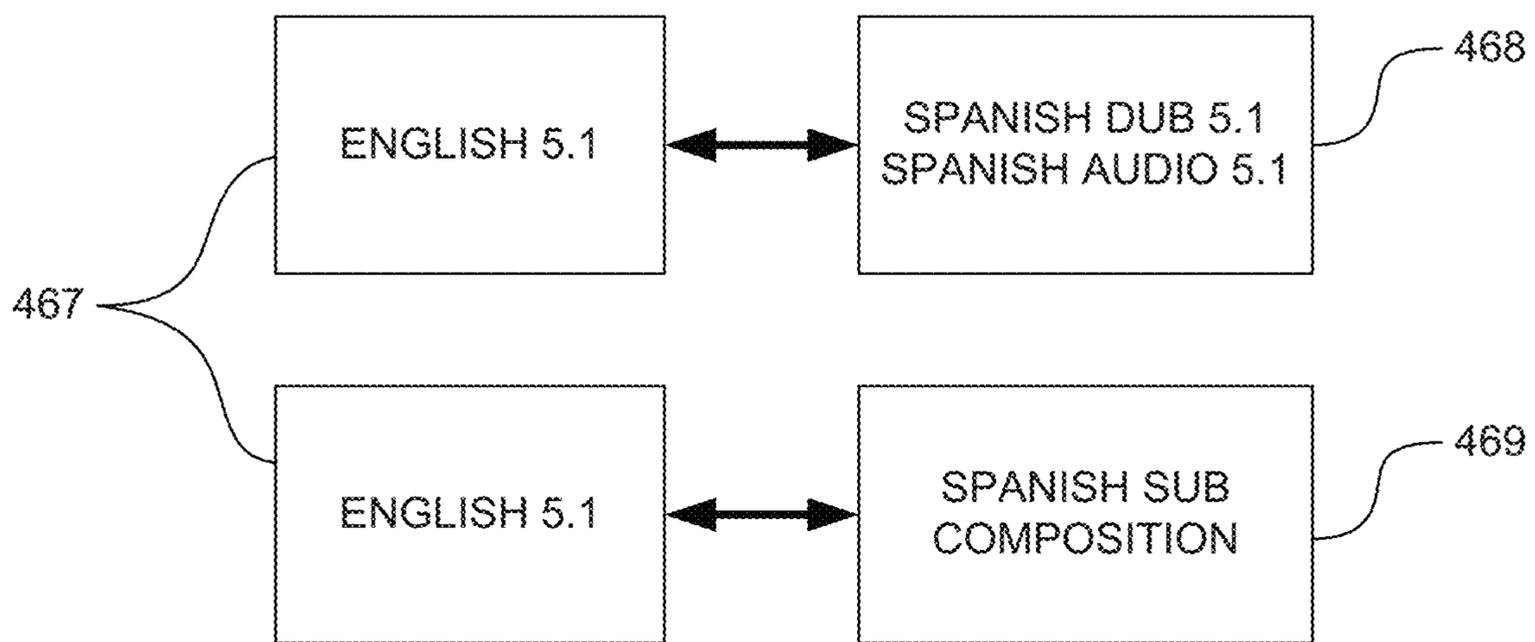 ENGLISH 5.1
SPANISH DUB 5.1
SPANISH AUDIO 5.1
468
467
ENGLISH 5.1
SPANISH SUB
COMPOSITION
469